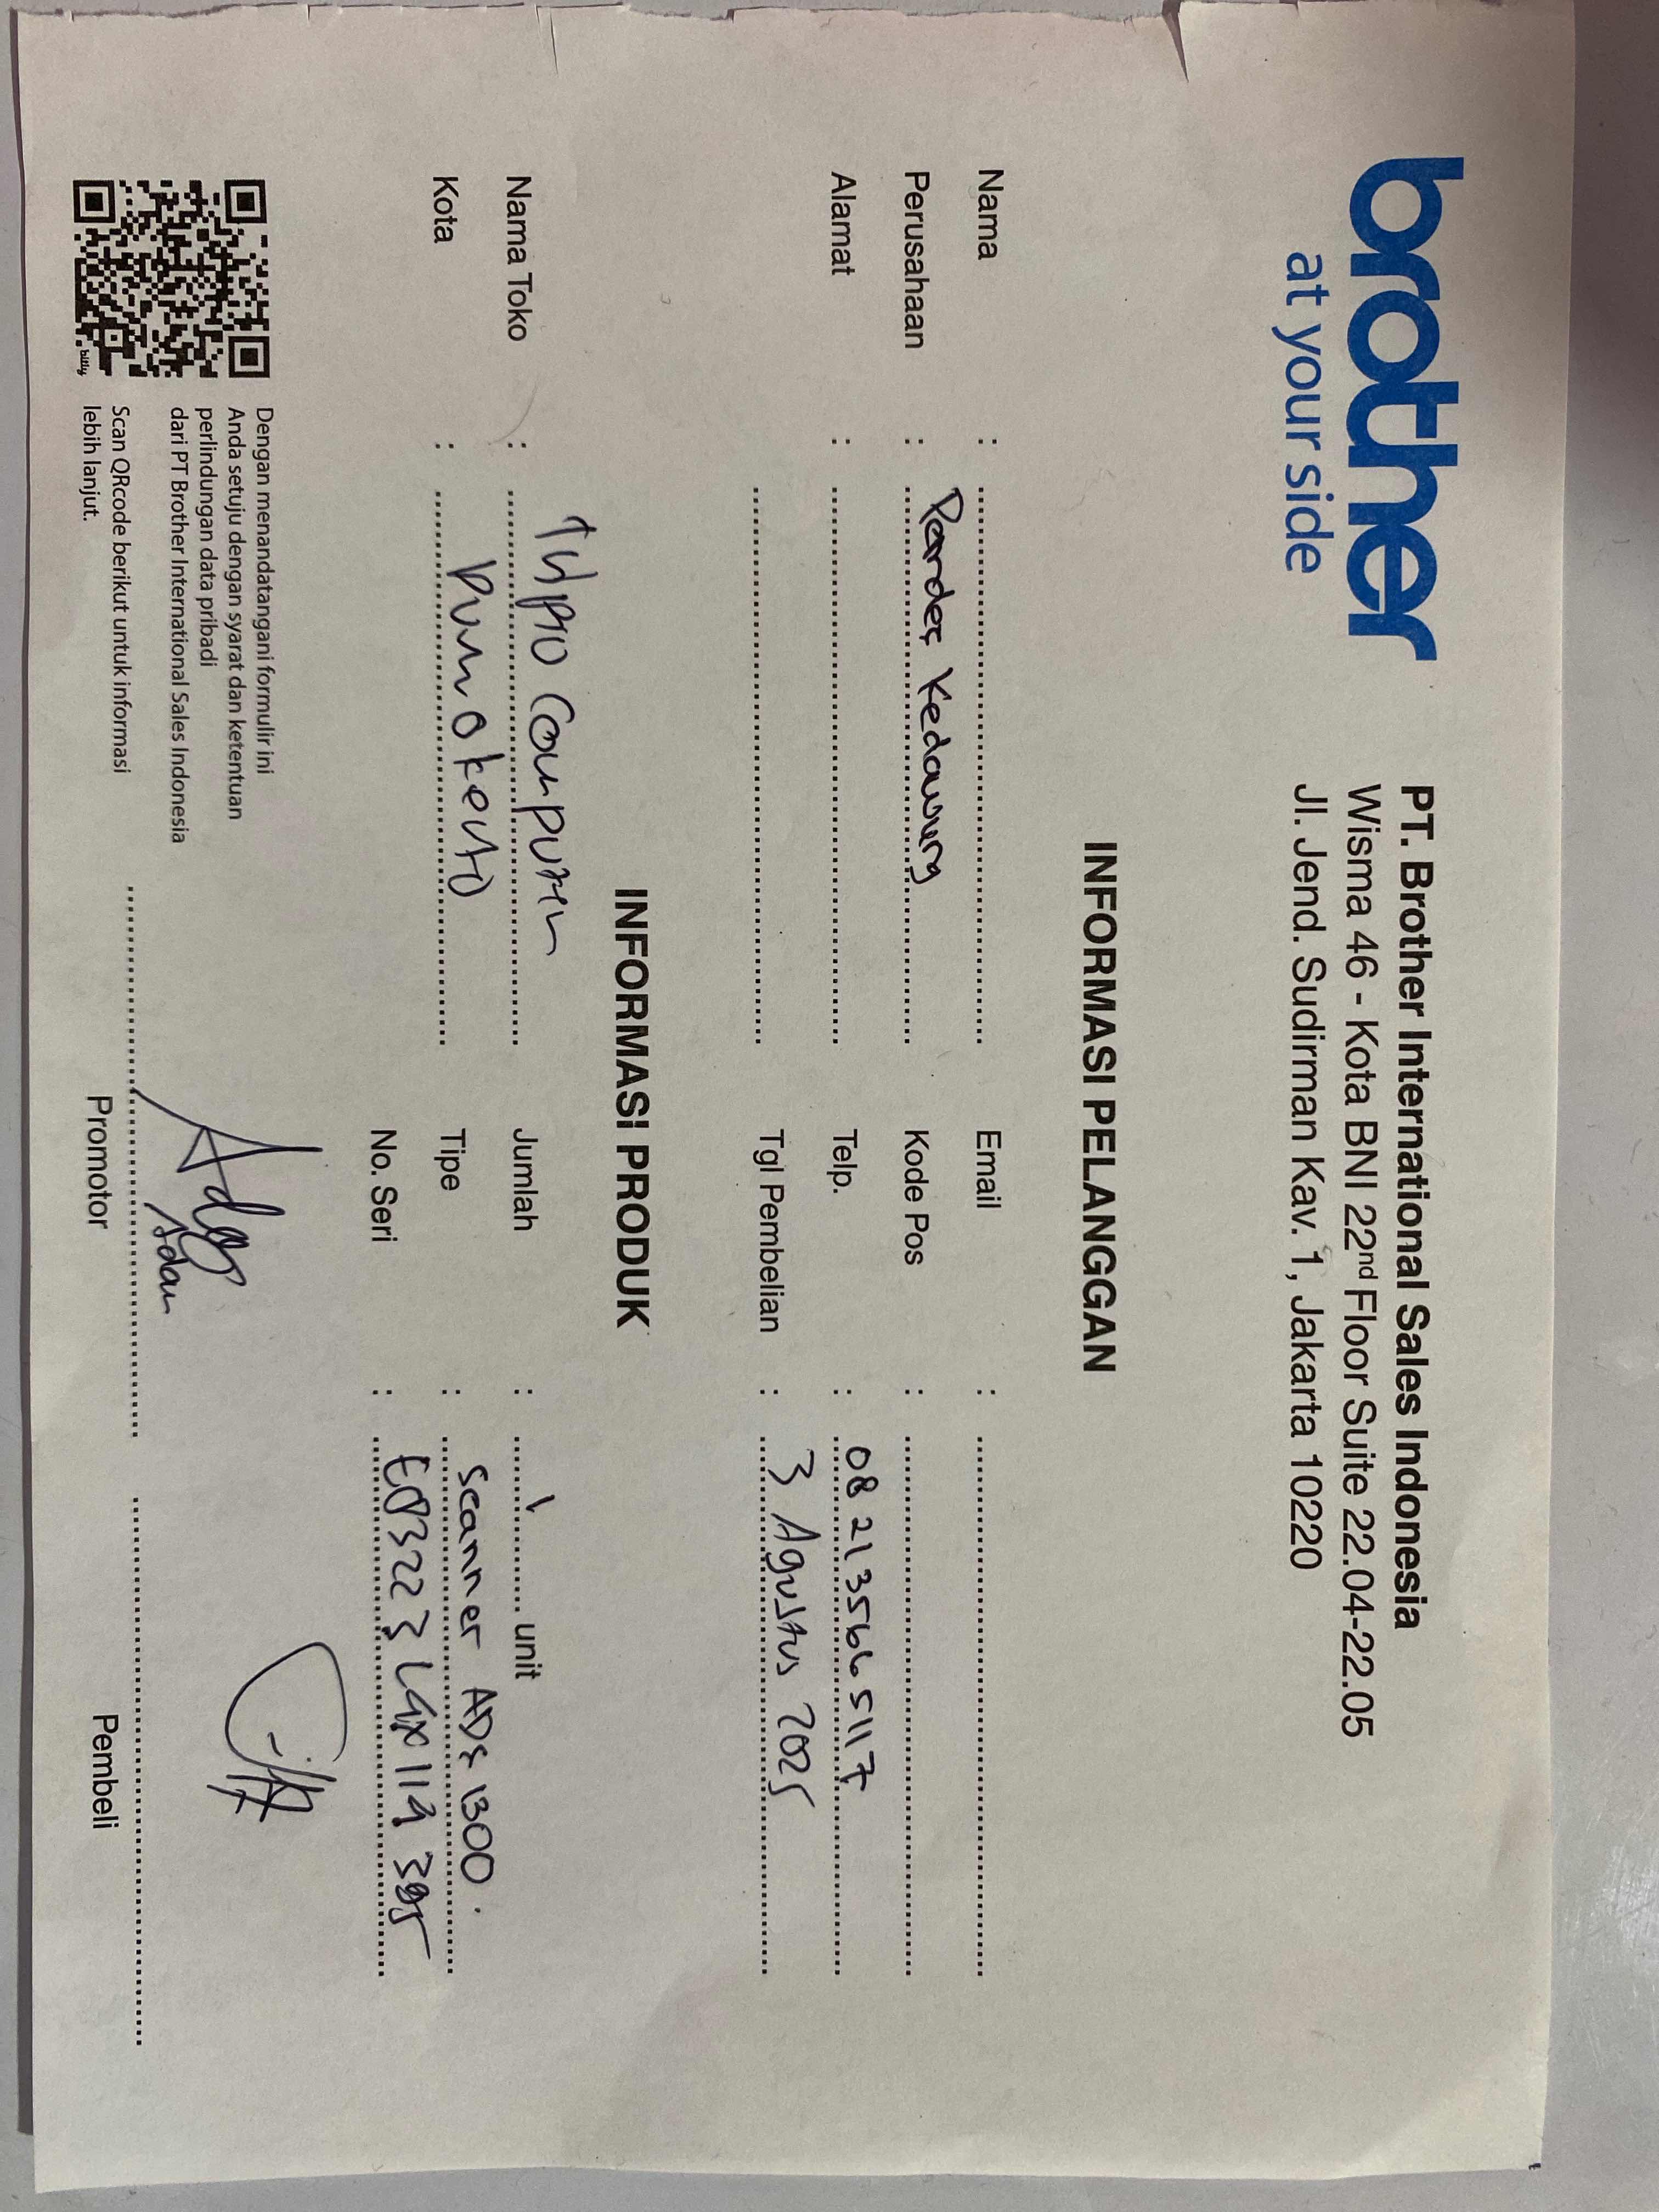 brother
at your side
PT. Brother International Sales Indonesia
Wisma 46 - Kota BNI 22nd Floor Suite 22.04-22.05
Jl. Jend. Sudirman Kav. 1, Jakarta 10220
INFORMASI PELANGGAN
Nama :
Email :
Perusahaan : Pemdes Kedawung
Kode Pos :
Alamat :
Telp. : 082135665117
Tgl Pembelian : 3 Agustus 2025
INFORMASI PRODUK
Nama Toko : Computer
Jumlah : 1 unit
Kota : Purwokerto
Tipe : Scanner ADS 1300.
No. Seri :
Dengan menandatangani formulir ini
Anda setuju dengan syarat dan ketentuan
perlindungan data pribadi
dari PT Brother International Sales Indonesia
Scan QRcode berikut untuk informasi
lebih lanjut.
bitly
Promotor
Pembeli